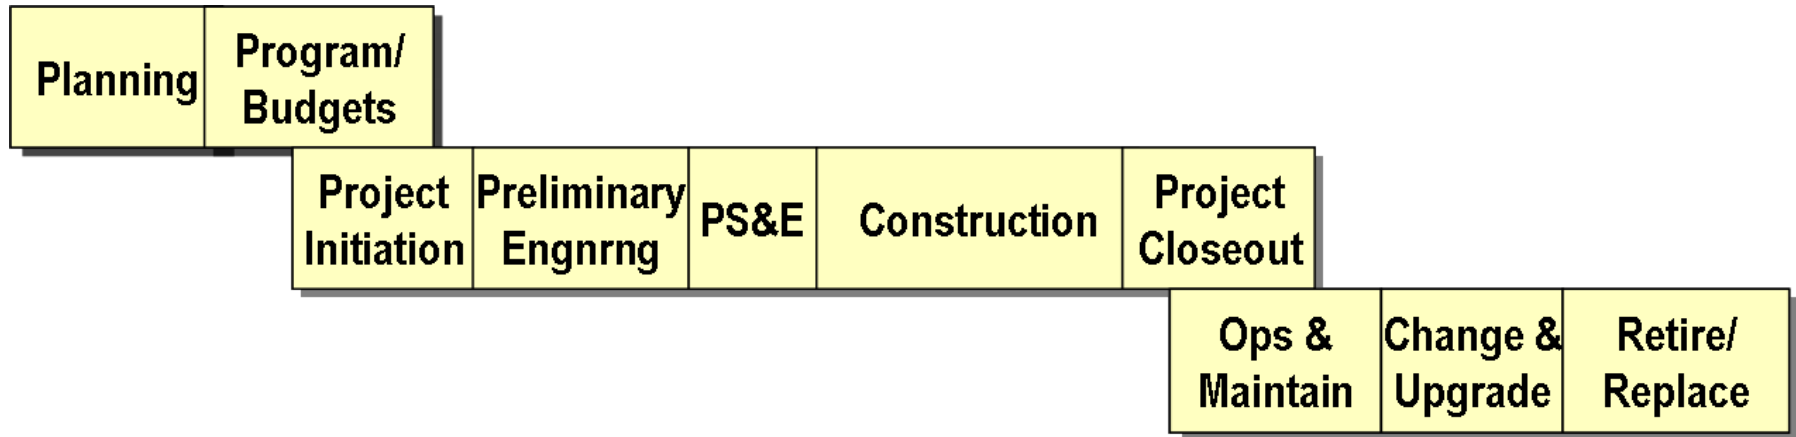 Planning
Program/
Budgets
Project
Initiation
Preliminary
Engnrng
PS&E
Construction
Project
Closeout
Ops &
Maintain
Change &
Upgrade
Retire/
Replace